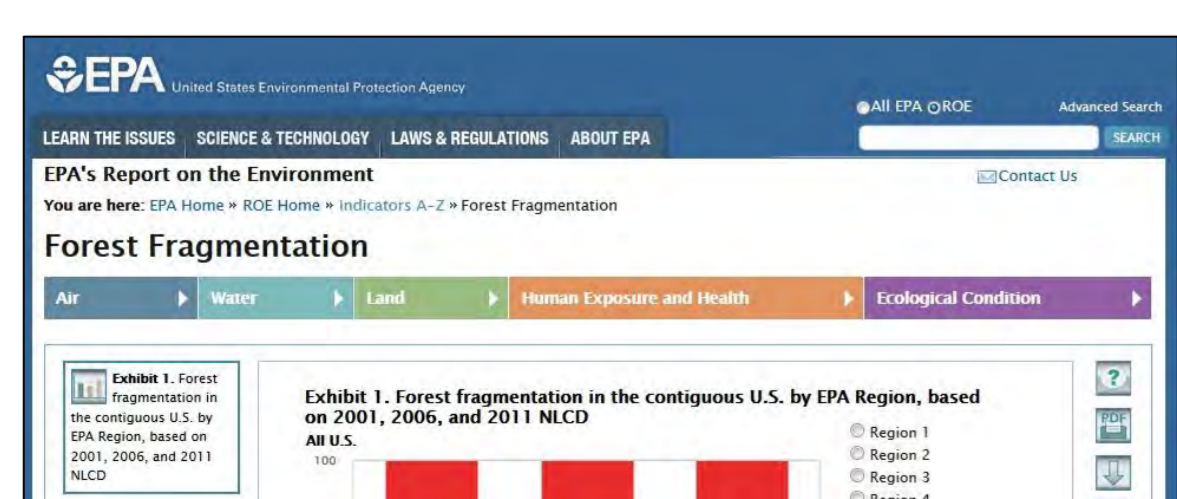 EPA United States Environmental Protection Agency
All EPA ROE Advanced Search
LEARN THE ISSUES SCIENCE & TECHNOLOGY LAWS & REGULATIONS ABOUT EPA
SEARCH
EPA's Report on the Environment
Contact Us
You are here: EPA Home » ROE Home » Indicators A-Z » Forest Fragmentation
Forest Fragmentation
Air Water Land Human Exposure and Health Ecological Condition
Exhibit 1. Forest
fragmentation in
the contiguous U.S. by
EPA Region, based on
2001, 2006, and 2011
NLCD
Exhibit 1. Forest fragmentation in the contiguous U.S. by EPA Region, based
on 2001, 2006, and 2011 NLCD
All U.S.
100
Region 1
Region 2
Region 3
Region 4
?
PDF